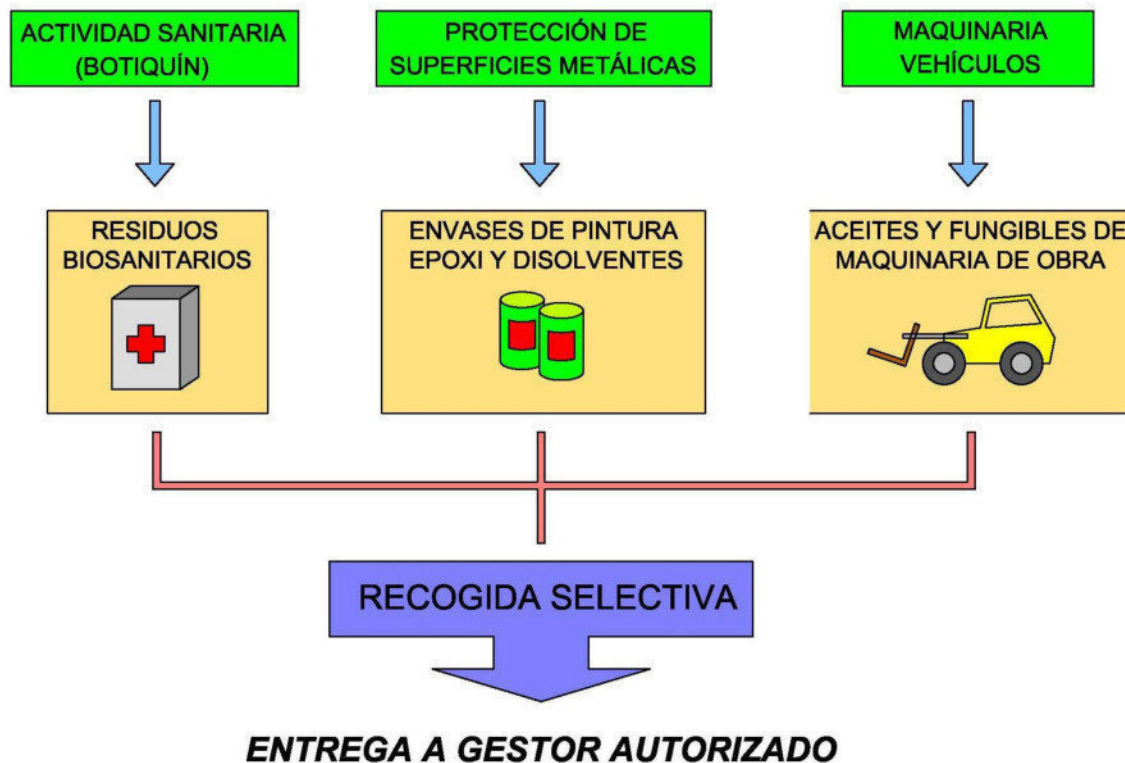 ACTIVIDAD SANITARIA
(BOTIQUÍN)
PROTECCIÓN DE
SUPERFICIES METÁLICAS
MAQUINARIA
VEHÍCULOS
RESIDUOS
BIOSANITARIOS
ENVASES DE PINTURA
EPOXI Y DISOLVENTES
ACEITES Y FUNGIBLES DE
MAQUINARIA DE OBRA
RECOGIDA SELECTIVA
ENTREGA A GESTOR AUTORIZADO